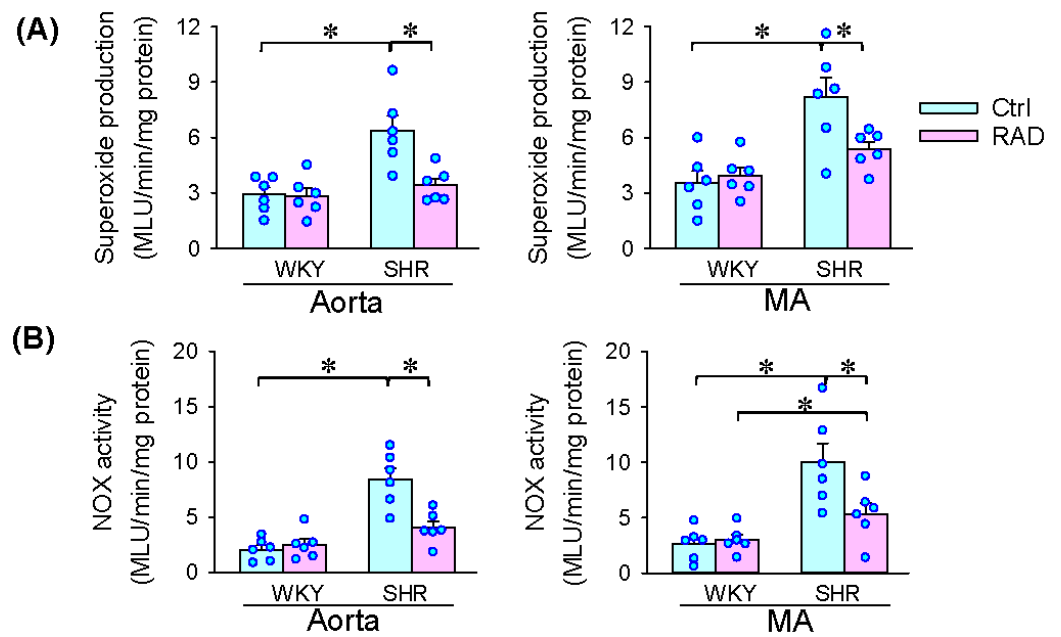 (A)
Superoxide production
(MLU/min/mg protein)
12
9
6
3
0
*
*
WKY
SHR
Aorta
Superoxide production
(MLU/min/mg protein)
12
9
6
3
0
*
*
WKY
SHR
MA
Ctrl
RAD
(B)
NOX activity
(MLU/min/mg protein)
20
15
10
5
0
*
*
WKY
SHR
Aorta
NOX activity
(MLU/min/mg protein)
20
15
10
5
0
*
*
*
WKY
SHR
MA